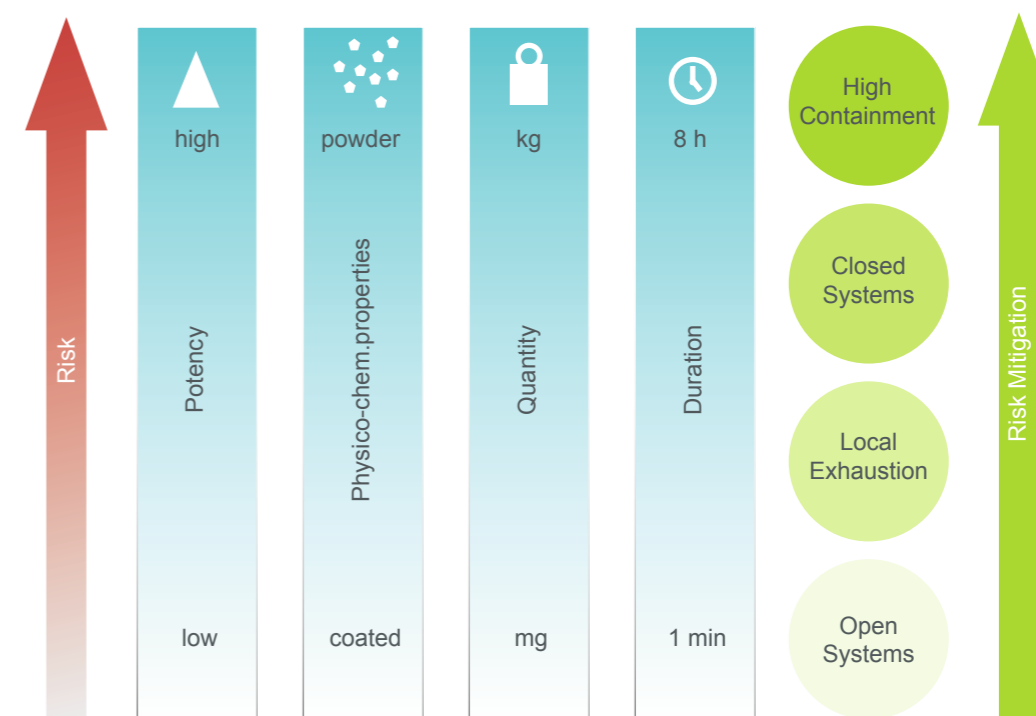 Risk
high
Potency
low
powder
Physico-chem.properties
coated
kg
Quantity
mg
8 h
Duration
1 min
High
Containment
Closed
Systems
Local
Exhaustion
Open
Systems
Risk Mitigation